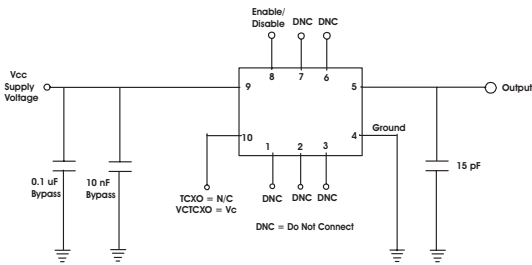 Enable/
Disable
DNC DNC
8 7 6
Vcc
Supply
Voltage
9
5
Output
10
4
Ground
1 2 3
0.1 uF
Bypass
10 nF
Bypass
15 pF
TCXO = N/C
VCTCXO = Vc
DNC DNC DNC
DNC = Do Not Connect